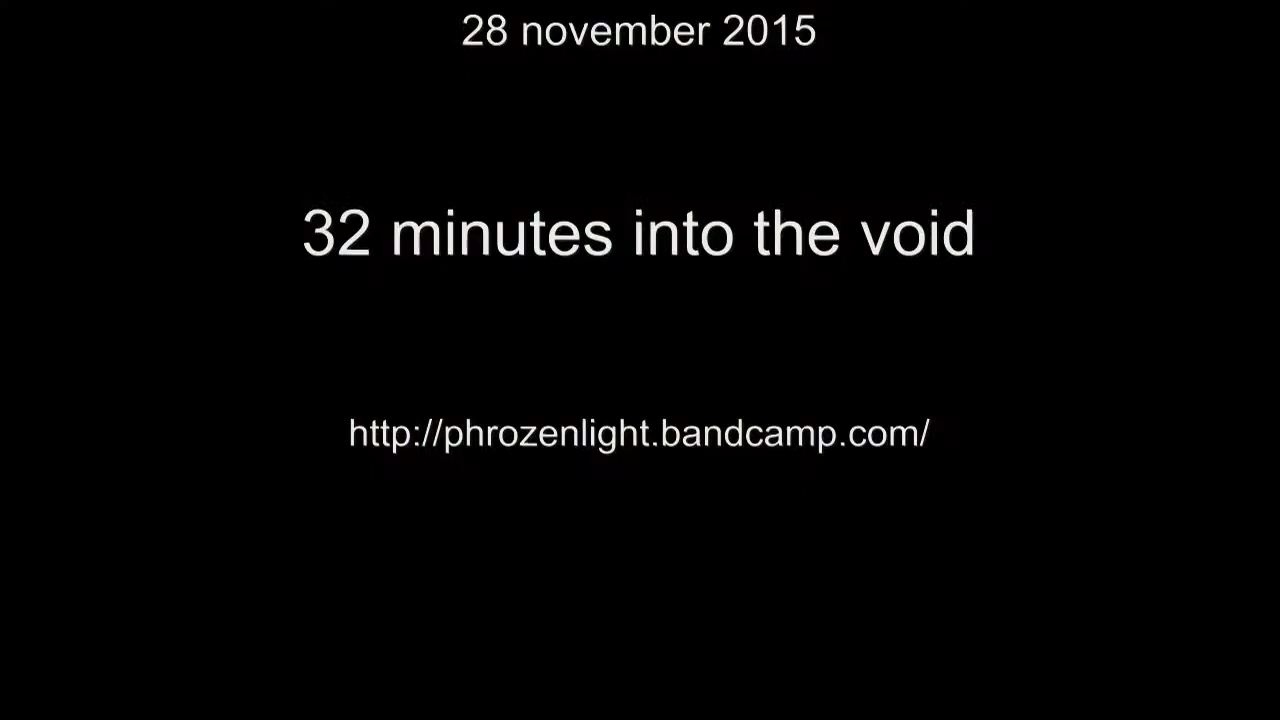 28 november 2015
32 minutes into the void
http://phrozenlight.bandcamp.com/